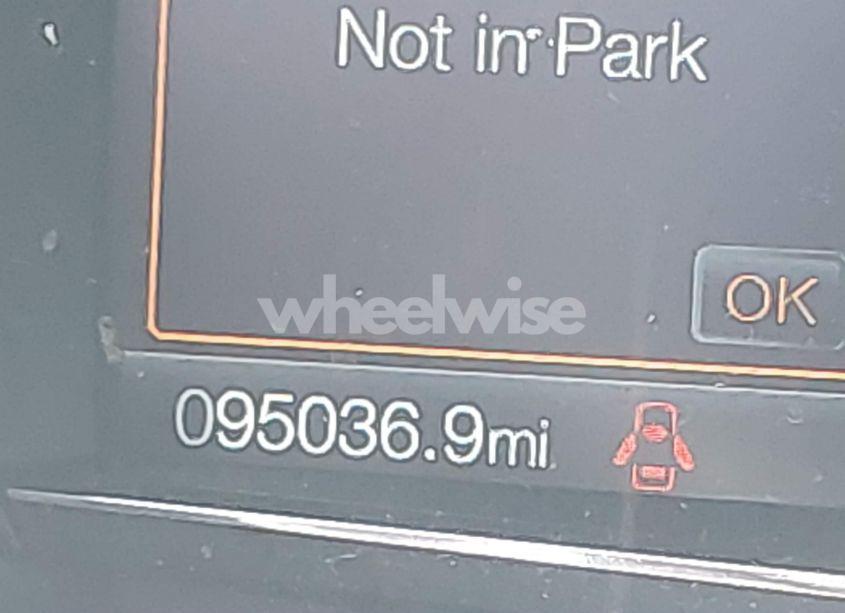 Not in Park
OK
wheelwise
095036.9mi